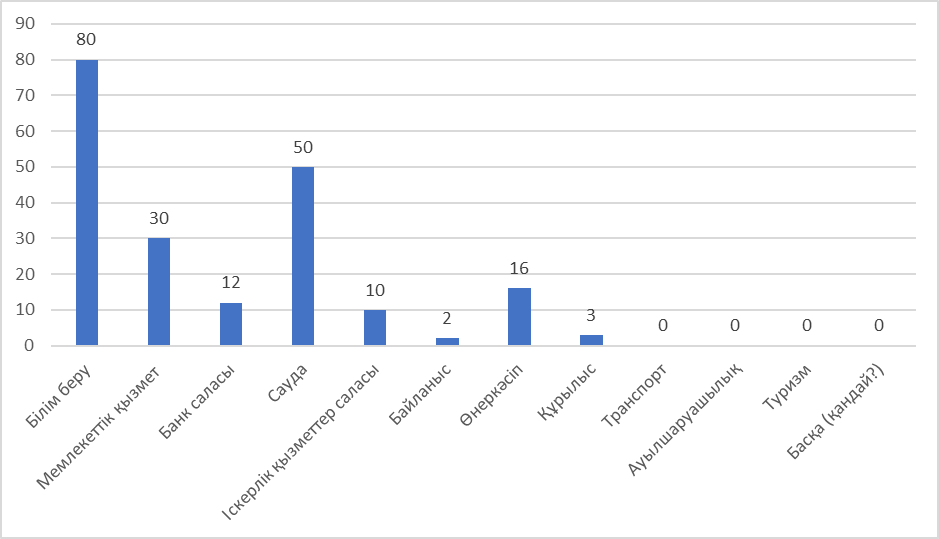 90
80
70
60
50
40
30
20
10
0
80
30
12
50
10
2
16
3
0
0
0
0
Білім беру
Мемлекеттік қызмет
Банк саласы
Сауда
Іскерлік қызметтер саласы
Байланыс
Өнеркәсіп
Құрылыс
Транспорт
Ауылшаруашылық
Туризм
Басқа (қандай?)